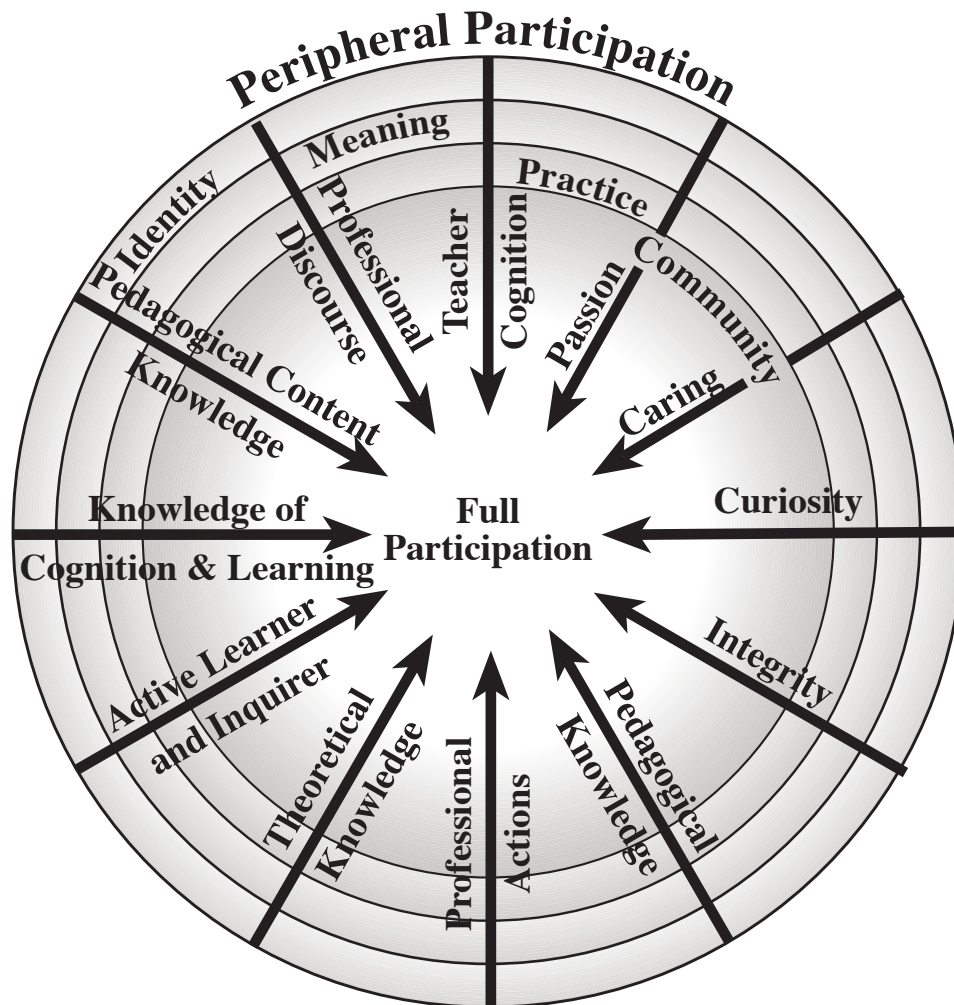 Peripheral Participation
Identity
Meaning
Practice
Community
Teacher
Cognition
Passion
Caring
Curiosity
Integrity
Pedagogical
Knowledge
Professional
Actions
Theoretical
Knowledge
Active Learner
and Inquirer
Knowledge of
Cognition & Learning
Pedagogical Content
Knowledge
Professional
Discourse
Full
Participation